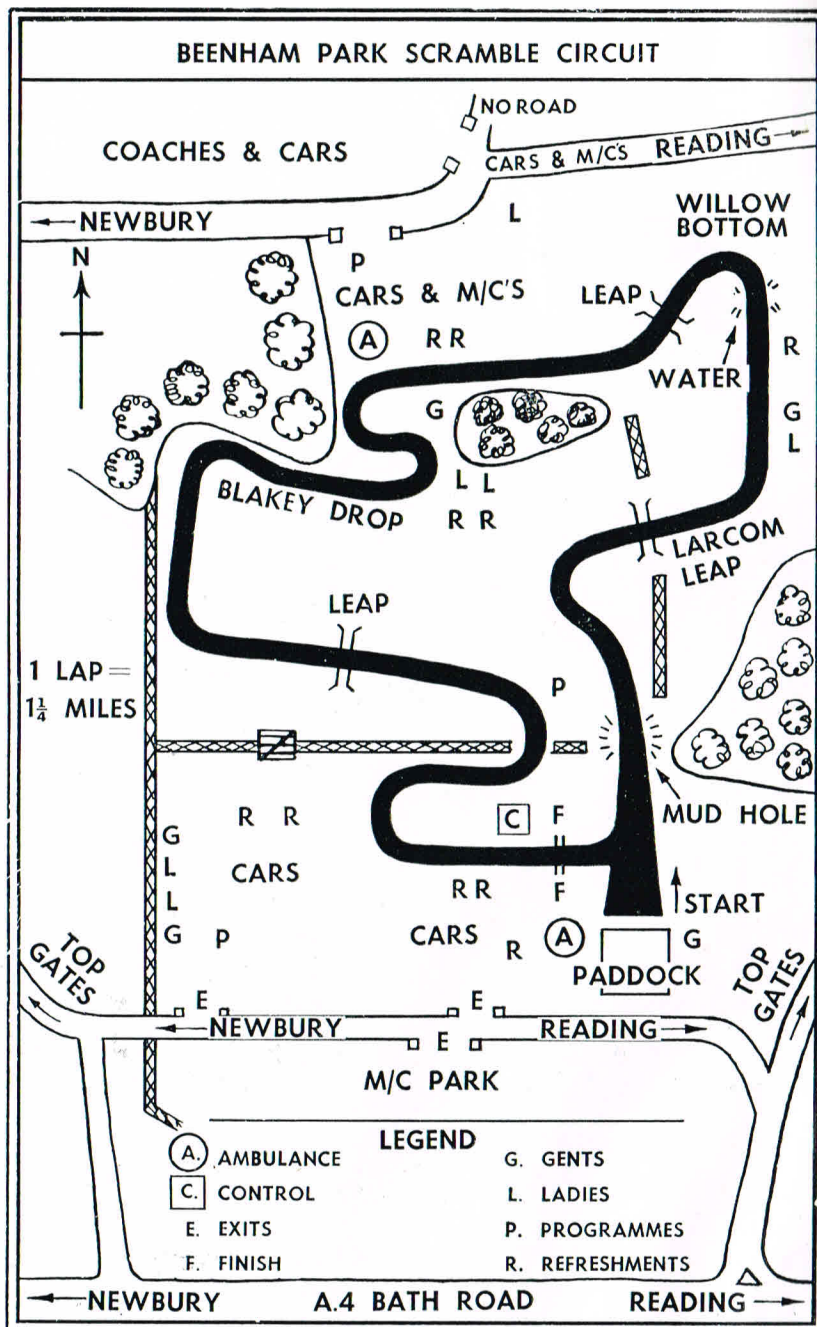 BEENHAM PARK SCRAMBLE CIRCUIT
NO ROAD
COACHES & CARS
CARS & M/C'S READING
NEWBURY
L
WILLOW
BOTTOM
N
P
CARS & M/C'S
LEAP
A
R R
R
WATER
G
G
L
L L
BLAKEY DROP
R R
LARCOM
LEAP
LEAP
1 LAP =
1¼ MILES
P
MUD HOLE
R R
C
F
G
L
L
G
CARS
R R
F
START
P
CARS
R
A
G
PADDOCK
TOP
GATES
TOP
GATES
E
E
NEWBURY
E
READING
M/C PARK
LEGEND
A. AMBULANCE
C. CONTROL
E. EXITS
F. FINISH
G. GENTS
L. LADIES
P. PROGRAMMES
R. REFRESHMENTS
NEWBURY
A.4 BATH ROAD
READING